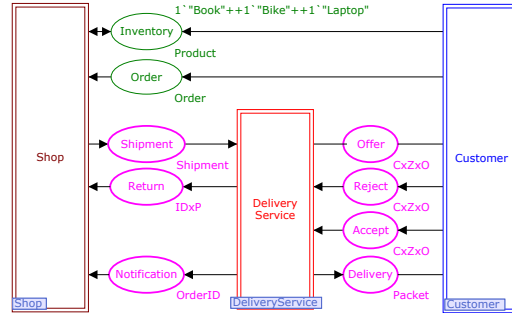 1`"Book"++1`"Bike"++1`"Laptop"
Inventory
Product
Order
Order
Shop
Shipment
Shipment
Offer
CxZxO
Customer
Return
IDxP
Delivery
Service
Reject
CxZxO
Accept
CxZxO
Notification
OrderID
Delivery
Packet
Shop
DeliveryService
Customer